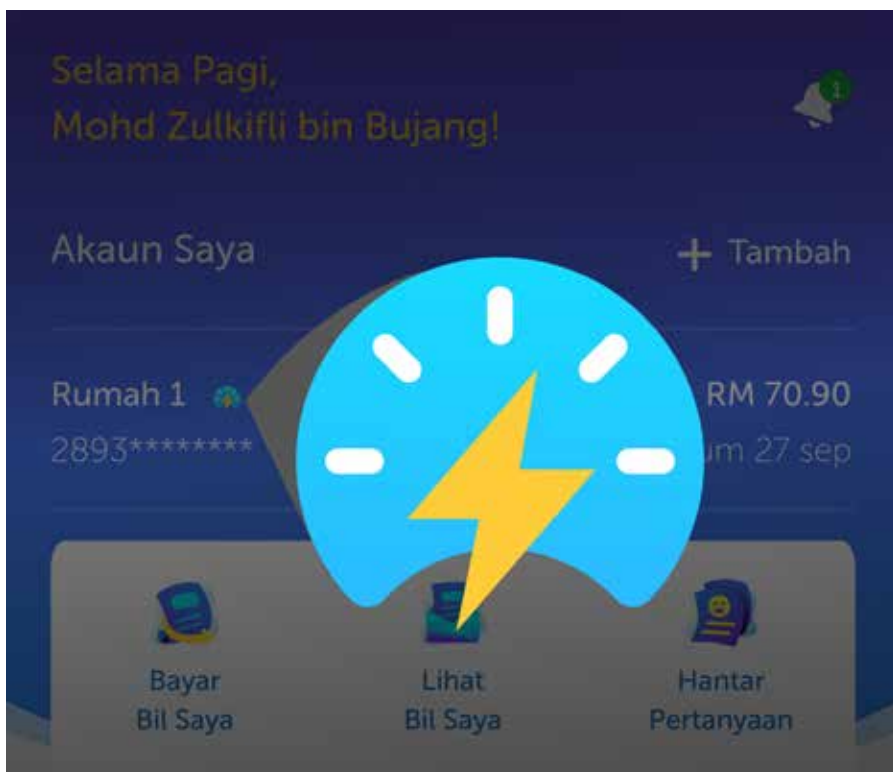 Selama Pagi,
Mohd Zulkifli bin Bujang!
1
Akaun Saya
+ Tambah
Rumah 1
RM 70.90
2893********
um 27 sep
Bayar
Bil Saya
Lihat
Bil Saya
Hantar
Pertanyaan